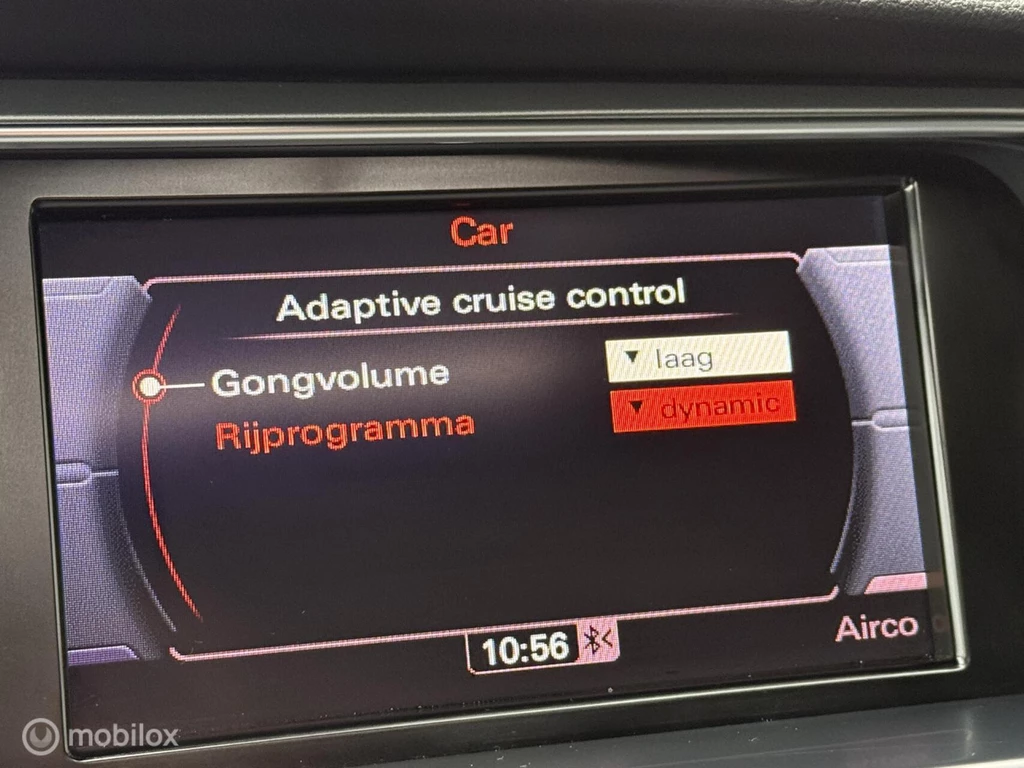 Car
Adaptive cruise control
Gongvolume ▼ laag
Rijprogramma ▼ dynamic
10:56
Airco
mobilox